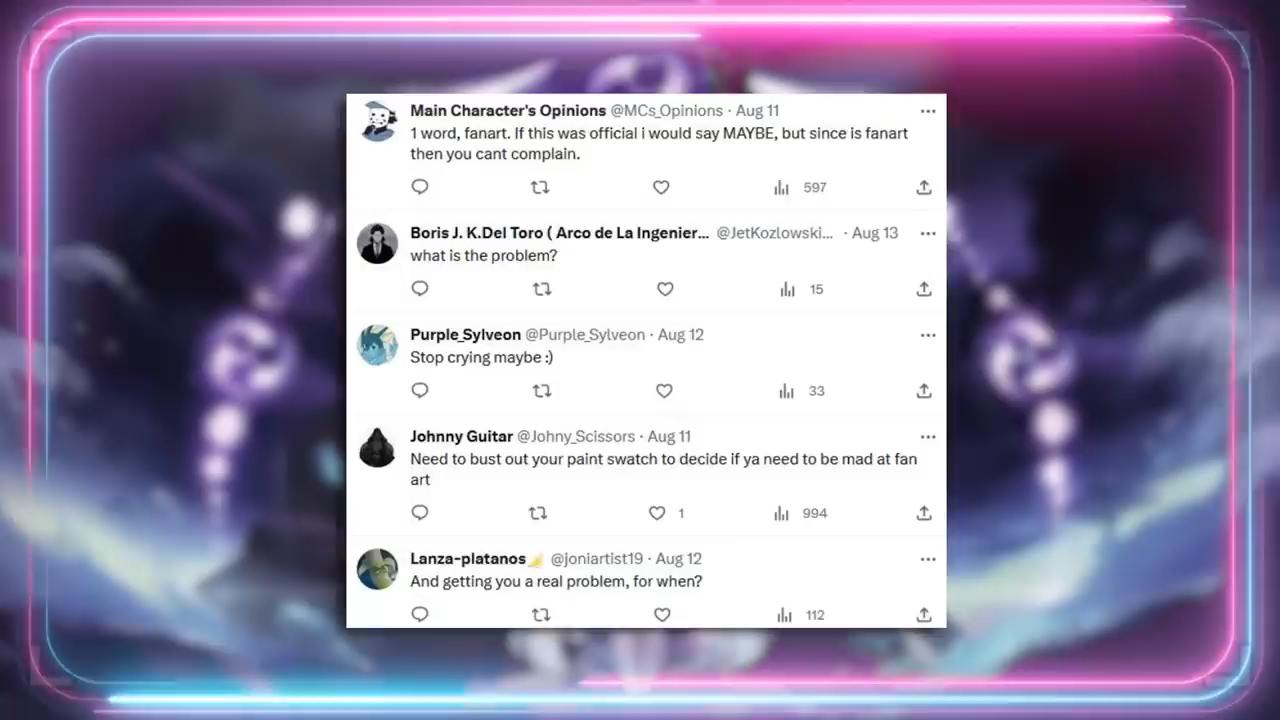 Main Character's Opinions @MCs_Opinions · Aug 11
1 word, fanart. If this was official i would say MAYBE, but since is fanart
then you cant complain.
597
Boris J. K.Del Toro ( Arco de La Ingenier... @JetKozlowski... · Aug 13
what is the problem?
15
Purple_Sylveon @Purple_Sylveon · Aug 12
Stop crying maybe :)
33
Johnny Guitar @Johny_Scissors · Aug 11
Need to bust out your paint swatch to decide if ya need to be mad at fan
art
1 994
Lanza-platanos🍌 @joniartist19 · Aug 12
And getting you a real problem, for when?
112